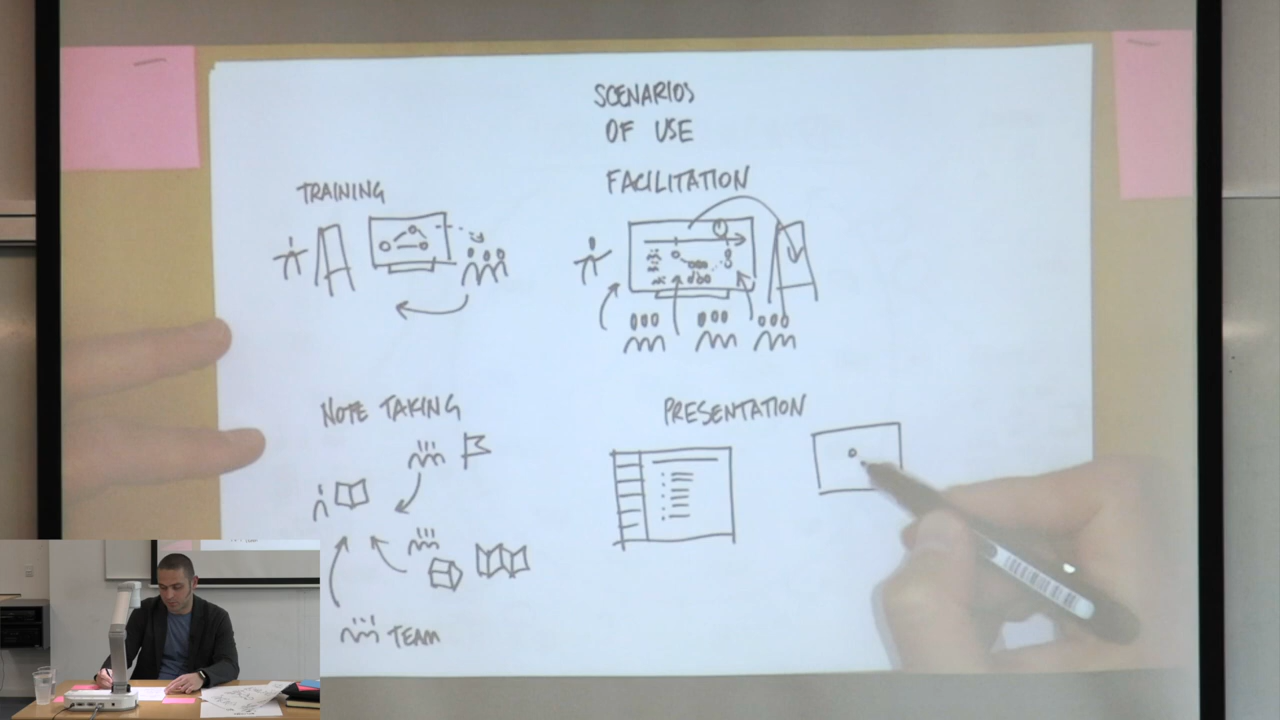 SCENARIOS
OF USE
TRAINING
FACILITATION
NOTE TAKING
PRESENTATION
TEAM